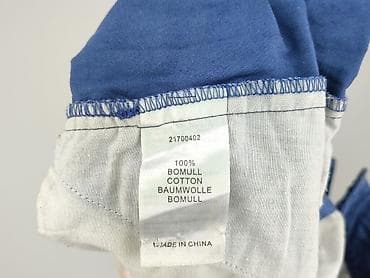 21700402
100%
BOMULL
COTTON
BAUMWOLLE
BOMULL
MADE IN CHINA